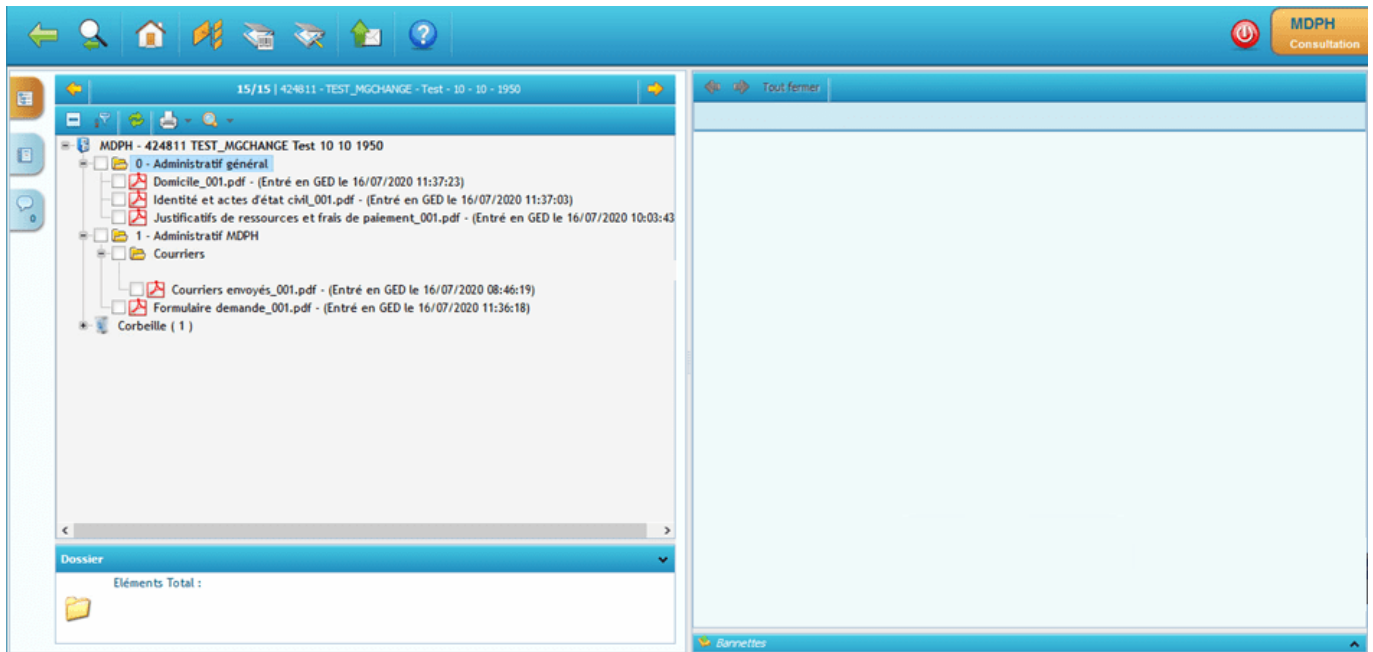 MDPH
Consultation
15/15 | 424811 - TEST_MGCHANGE - Test - 10 - 10 - 1950
Tout fermer
MDPH - 424811 TEST_MGCHANGE Test 10 10 1950
0 - Administratif général
Domicile_001.pdf - (Entré en GED le 16/07/2020 11:37:23)
Identité et actes d'état civil_001.pdf - (Entré en GED le 16/07/2020 11:37:03)
Justificatifs de ressources et frais de paiement_001.pdf - (Entré en GED le 16/07/2020 10:03:43
1 - Administratif MDPH
0
Courriers
Courriers envoyés_001.pdf - (Entré en GED le 16/07/2020 08:46:19)
Formulaire demande_001.pdf - (Entré en GED le 16/07/2020 11:36:18)
Corbeille ( 1 )
Dossier
Eléments Total :
Bannettes